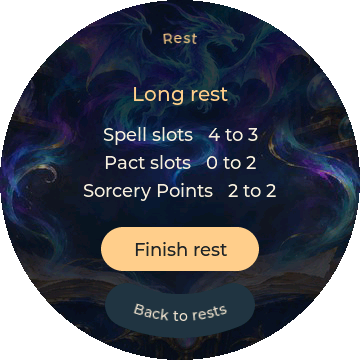 Rest
Long rest
Spell slots 4 to 3
Pact slots 0 to 2
Sorcery Points 2 to 2
Finish rest
Back to rests